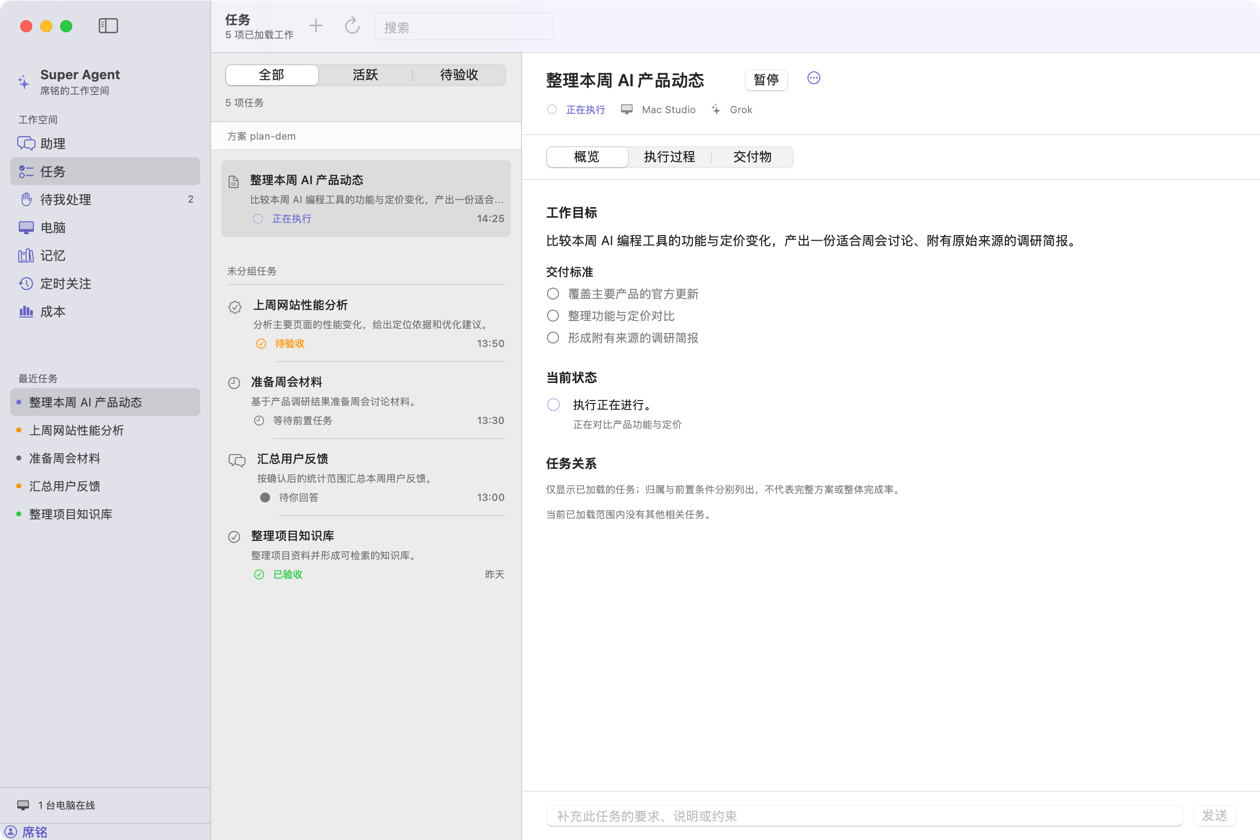 Super Agent
席铭的工作空间
工作空间
助理
任务
待我处理 2
电脑
记忆
定时关注
成本
最近任务
整理本周 AI 产品动态
上周网站性能分析
准备周会材料
汇总用户反馈
整理项目知识库
1 台电脑在线
席铭
任务
5 项已加载工作
搜索
全部 活跃 待验收
5 项任务
方案 plan-dem
整理本周 AI 产品动态
比较本周 AI 编程工具的功能与定价变化，产出一份适合…
正在执行 14:25
未分组任务
上周网站性能分析
分析主要页面的性能变化，给出定位依据和优化建议。
待验收 13:50
准备周会材料
基于产品调研结果准备周会讨论材料。
等待前置任务 13:30
汇总用户反馈
按确认后的统计范围汇总本周用户反馈。
待你回答 13:00
整理项目知识库
整理项目资料并形成可检索的知识库。
已验收 昨天
整理本周 AI 产品动态 暂停
正在执行 Mac Studio Grok
概览 执行过程 交付物
工作目标
比较本周 AI 编程工具的功能与定价变化，产出一份适合周会讨论、附有原始来源的调研简报。
交付标准
覆盖主要产品的官方更新
整理功能与定价对比
形成附有来源的调研简报
当前状态
执行正在进行。
正在对比产品功能与定价
任务关系
仅显示已加载的任务；归属与前置条件分别列出，不代表完整方案或整体完成率。
当前已加载范围内没有其他相关任务。
补充此任务的要求、说明或约束 发送